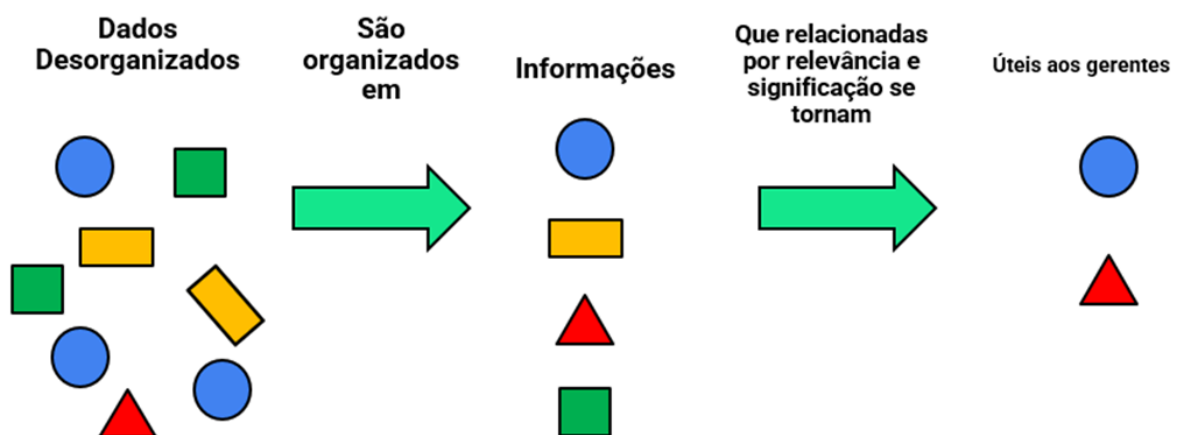 Dados
Desorganizados
São
organizados
em
Informações
Que relacionadas
por relevância e
significação se
tornam
Úteis aos gerentes